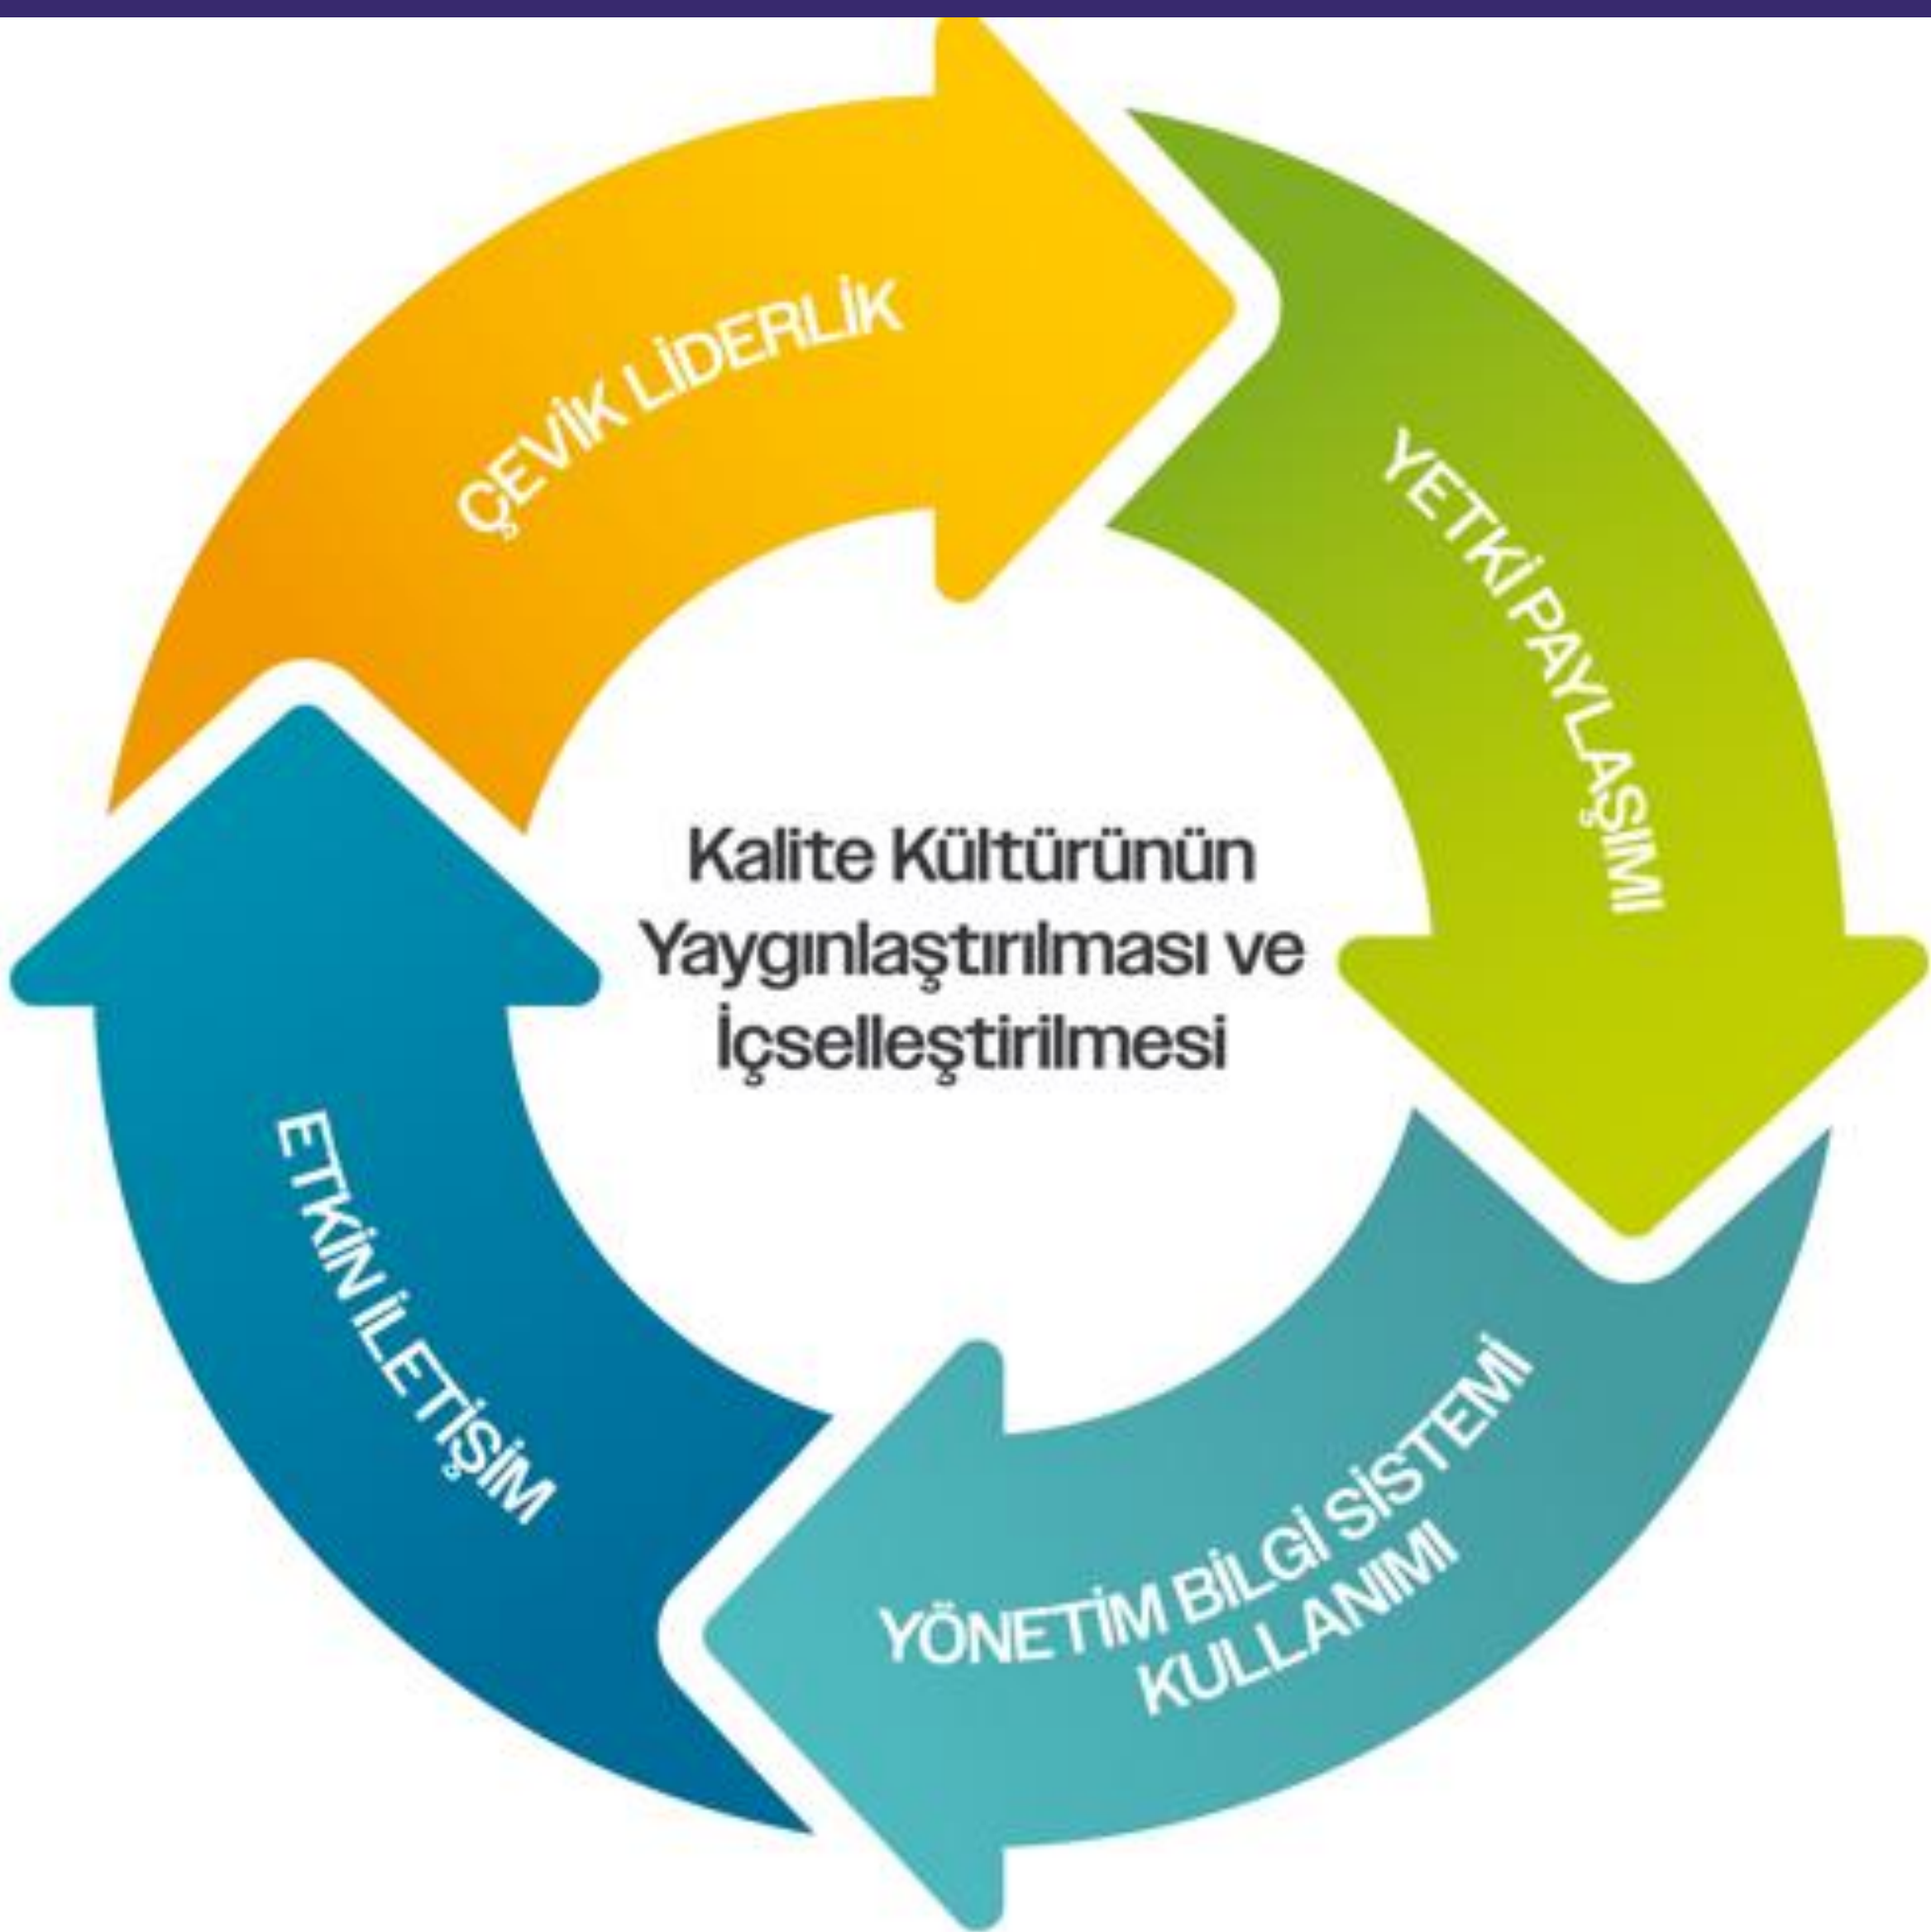 ÇEVİK LİDERLİK
YETKİ PAYLAŞIMI
Kalite Kültürünün
Yaygınlaştırılması ve
İçselleştirilmesi
ETKİN İLETİŞİM
YÖNETİM BİLGİ SİSTEMİ
KULLANIMI